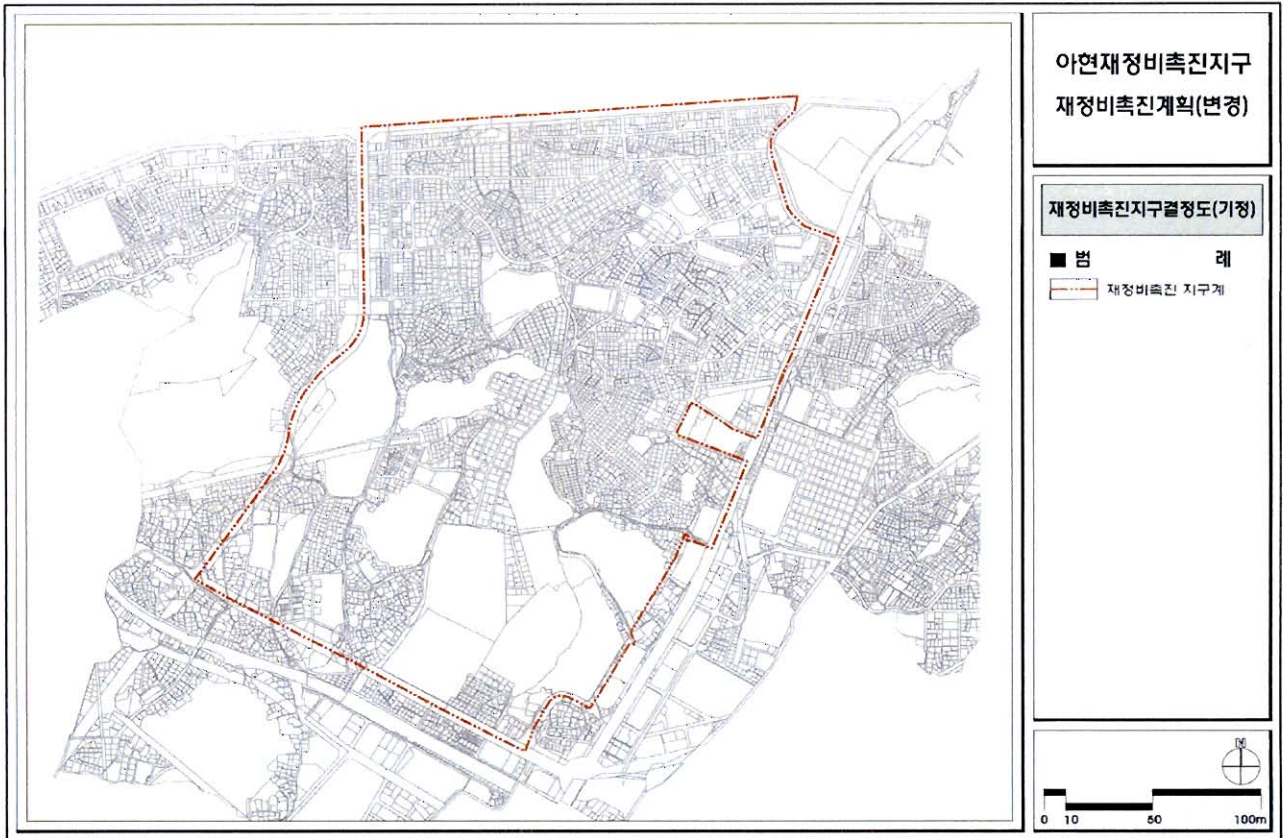 아현재정비촉진지구
재정비촉진계획(변경)
재정비촉진지구결정도(기정)
■ 범 례
재정비촉진 지구계
N
0 10 50 100m